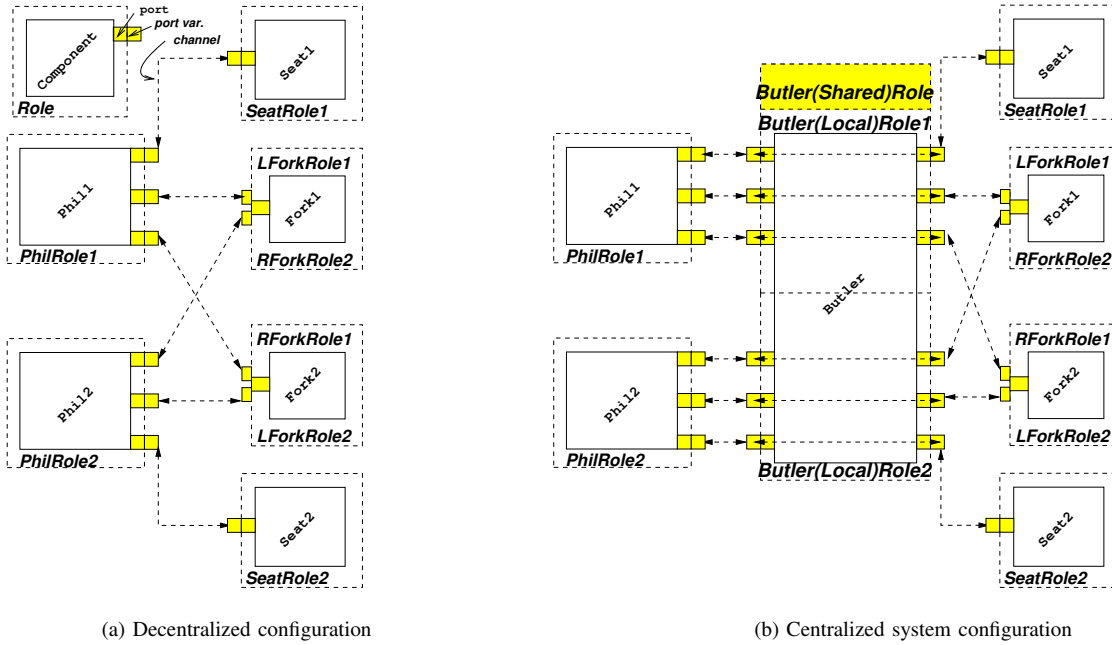 port
port var.
channel
Component
Role
Seat1
SeatRole1
Phil1
PhilRole1
LForkRole1
Fork1
RForkRole2
Phil2
PhilRole2
RForkRole1
Fork2
LForkRole2
Seat2
SeatRole2
(a) Decentralized configuration
Butler(Shared)Role
Butler(Local)Role1
Seat1
SeatRole1
Phil1
PhilRole1
LForkRole1
Fork1
RForkRole2
Butler
Phil2
PhilRole2
RForkRole1
Fork2
LForkRole2
Butler(Local)Role2
Seat2
SeatRole2
(b) Centralized system configuration